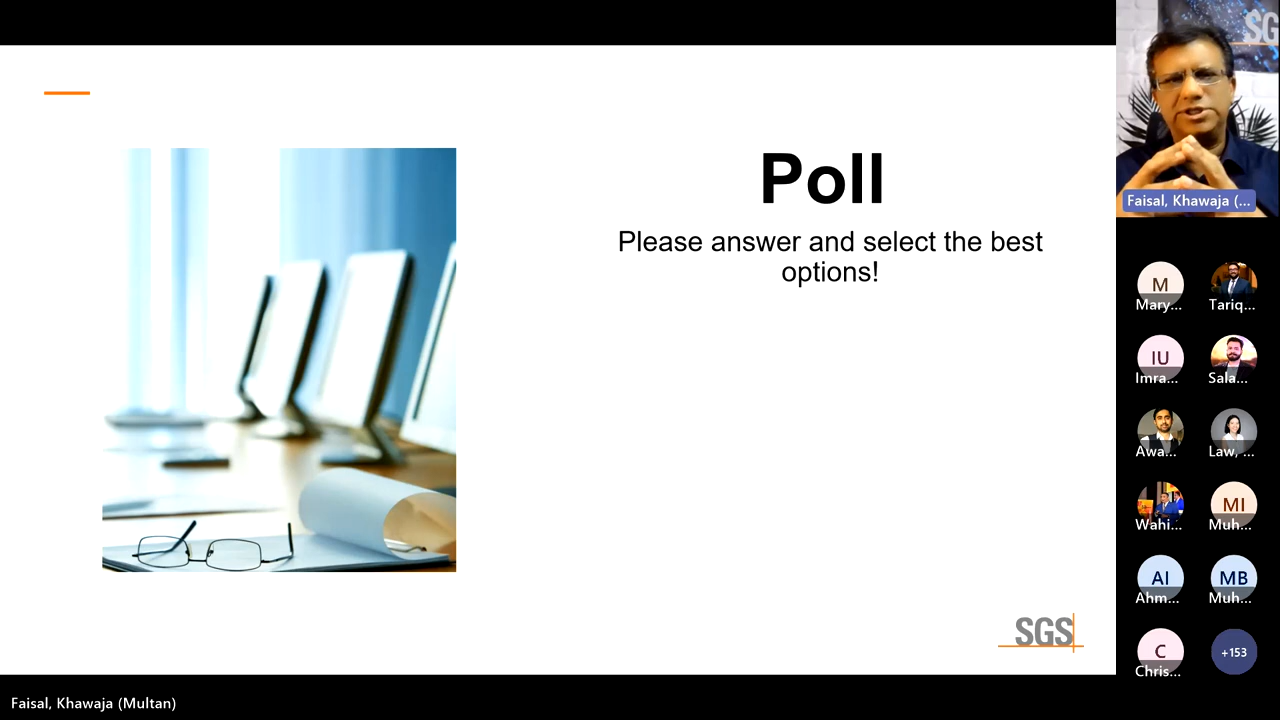 Poll
Please answer and select the best
options!
SGS
SG
Faisal, Khawaja (...
M
Mary...
Tariq...
IU
Imra...
Sala...
Awa...
Law, ...
Wahi...
MI
Muh...
AI
Ahm...
MB
Muh...
C
Chris...
+153
Faisal, Khawaja (Multan)